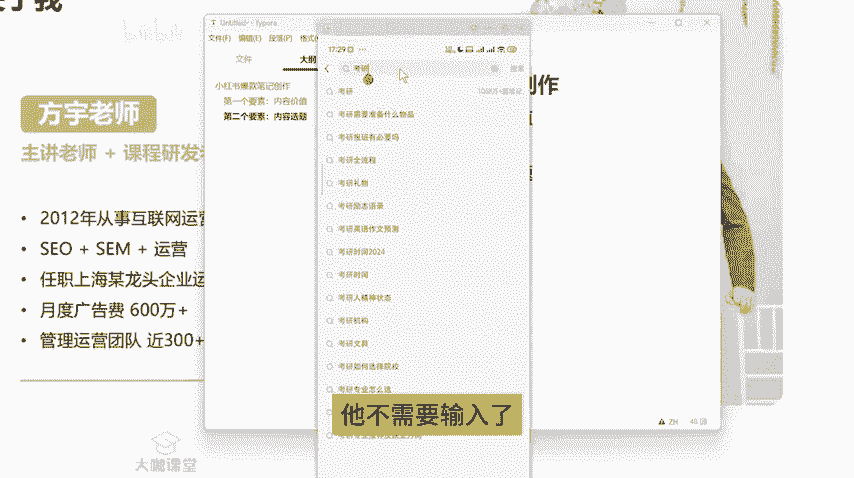 方宇老师
主讲老师 + 课程研发
• 2012年从事互联网运营
• SEO + SEM + 运营
• 任职上海某龙头企业运
• 月度广告费 600万+
• 管理运营团队 近300+
大咖课堂
Untitled - Typora
文件(F) 编辑(E) 段落(P) 格式(
文件 大纲
小红书爆款笔记创作
第一个要素：内容价值
第二个要素：内容选题
17:29
考研
搜索
考研
考研需要准备什么物品
考研报班有必要吗
考研全流程
考研礼物
考研励志语录
考研英语作文预测
考研时间2024
考研时间
考研人精神状态
考研机构
考研文具
考研如何选择院校
考研专业怎么选
他不需要输入了
创作
ZH